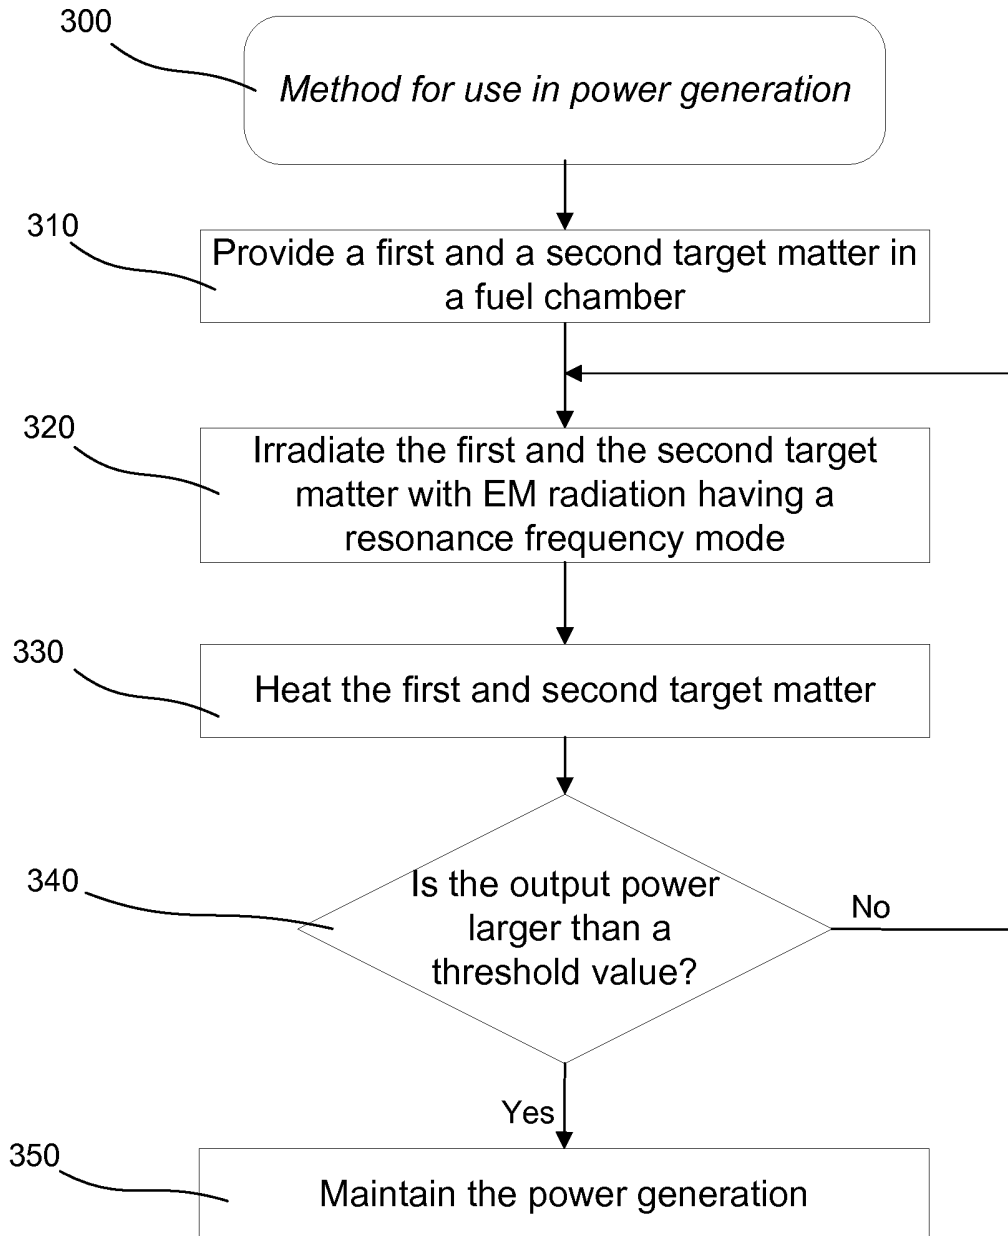 300
Method for use in power generation
310
Provide a first and a second target matter in
a fuel chamber
320
Irradiate the first and the second target
matter with EM radiation having a
resonance frequency mode
330
Heat the first and second target matter
340
Is the output power
larger than a
threshold value?
No
Yes
350
Maintain the power generation